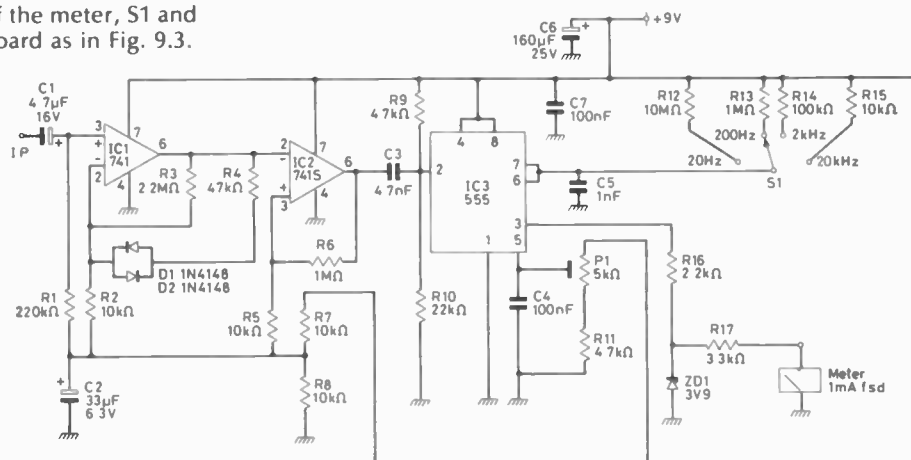 f the meter, S1 and
oard as in Fig. 9.3.
C1
4.7µF
16V
IP
3
+
-
2
IC1
741
7
4
6
R3
2.2MΩ
R4
47kΩ
D1 1N4148
D2 1N4148
R1
220kΩ
R2
10kΩ
C2
33µF
6.3V
+
2
-
+
3
IC2
741S
7
4
6
R6
1MΩ
R5
10kΩ
R7
10kΩ
R8
10kΩ
C3
4.7nF
R9
47kΩ
R10
22kΩ
C6
160µF
25V
+
+9V
C7
100nF
4 8
2
IC3
555
7
6
3
5
1
C5
1nF
C4
100nF
P1
5kΩ
R11
4.7kΩ
R12
10MΩ
R13
1MΩ
R14
100kΩ
R15
10kΩ
200Hz
2kHz
20Hz
20kHz
S1
R16
2.2kΩ
R17
3.3kΩ
ZD1
3V9
Meter
1mA fsd